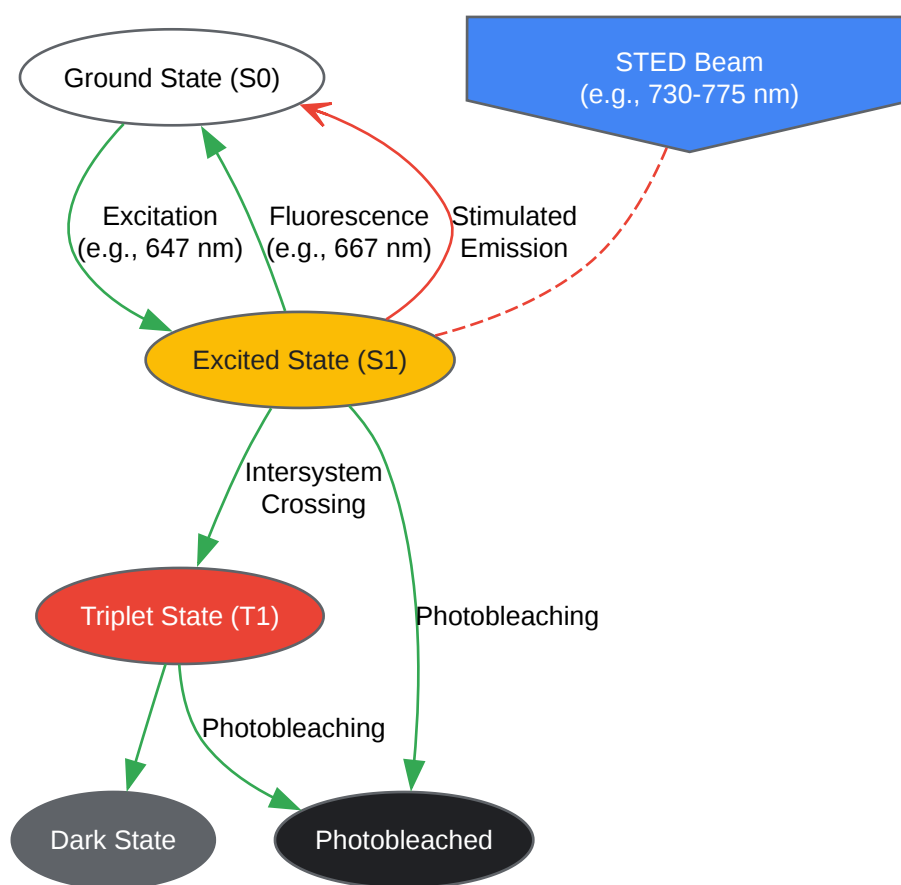 Ground State (S0)
STED Beam
(e.g., 730-775 nm)
Excitation
(e.g., 647 nm)
Fluorescence
(e.g., 667 nm)
Stimulated
Emission
Excited State (S1)
Intersystem
Crossing
Triplet State (T1)
Photobleaching
Photobleaching
Dark State
Photobleached